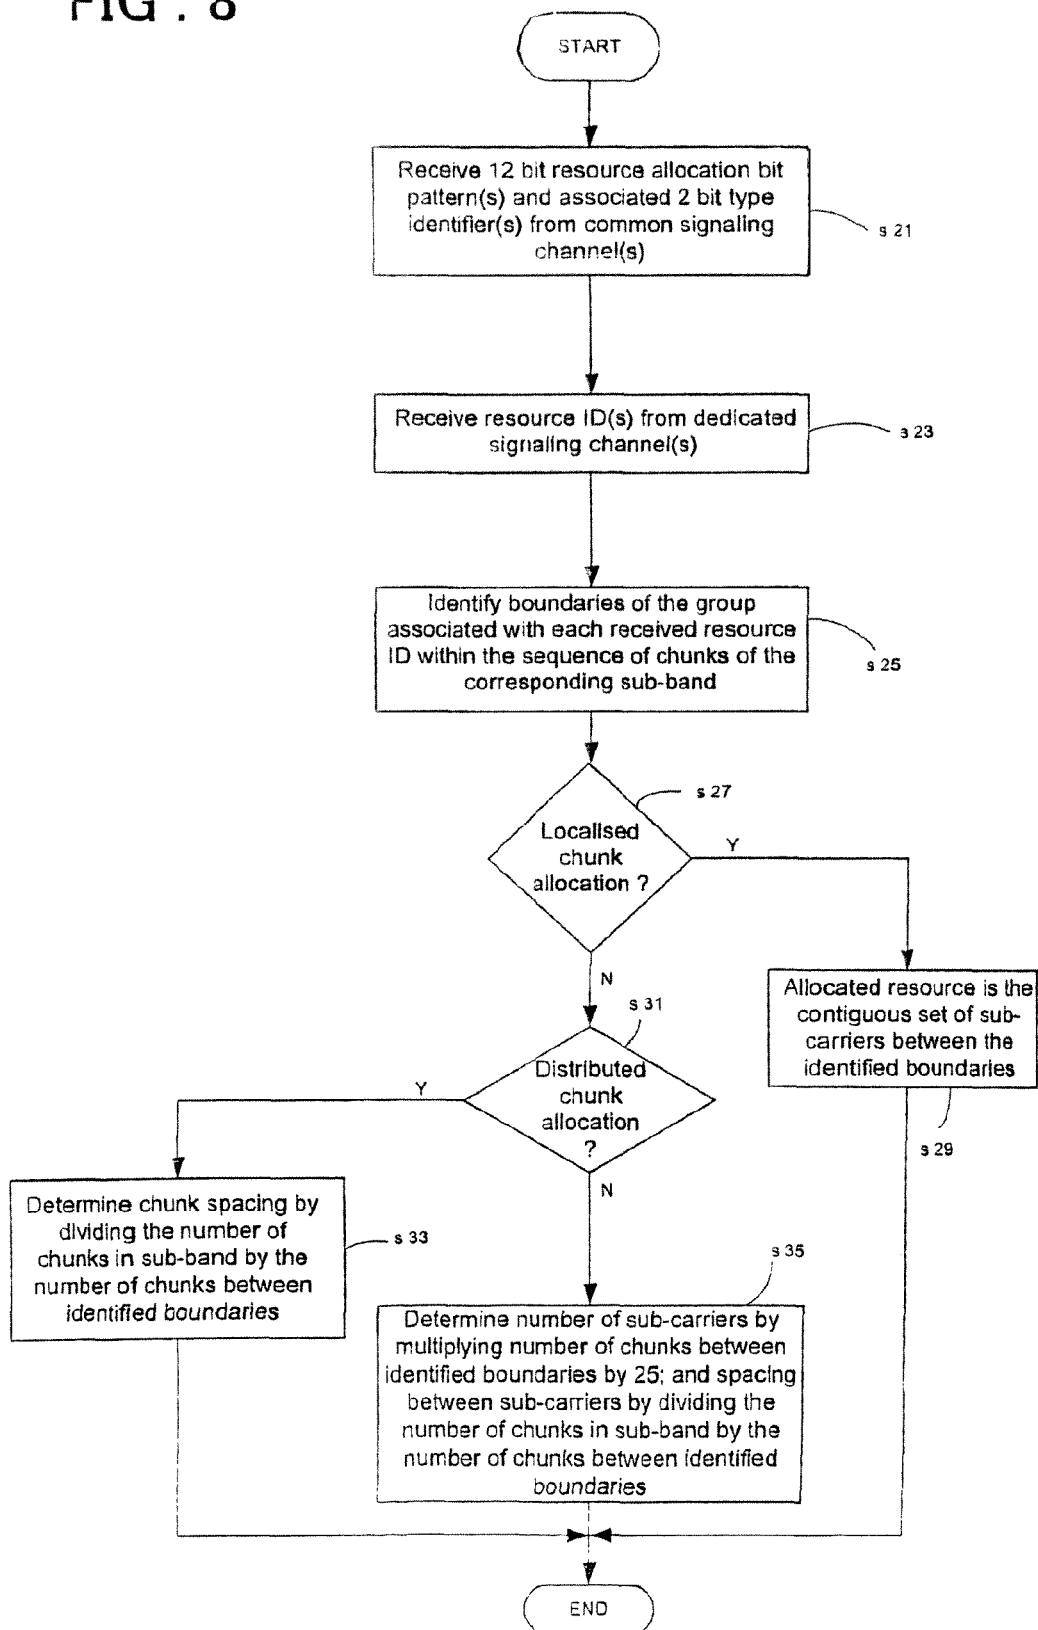 FIG . 8
START
Receive 12 bit resource allocation bit
pattern(s) and associated 2 bit type
identifier(s) from common signaling
channel(s)
s 21
Receive resource ID(s) from dedicated
signaling channel(s)
s 23
Identify boundaries of the group
associated with each received resource
ID within the sequence of chunks of the
corresponding sub-band
s 25
s 27
Localised
chunk
allocation ?
Y
N
Allocated resource is the
contiguous set of sub-
carriers between the
identified boundaries
s 29
s 31
Distributed
chunk
allocation
?
Y
N
Determine chunk spacing by
dividing the number of
chunks in sub-band by the
number of chunks between
identified boundaries
s 33
s 35
Determine number of sub-carriers by
multiplying number of chunks between
identified boundaries by 25; and spacing
between sub-carriers by dividing the
number of chunks in sub-band by the
number of chunks between identified
boundaries
END